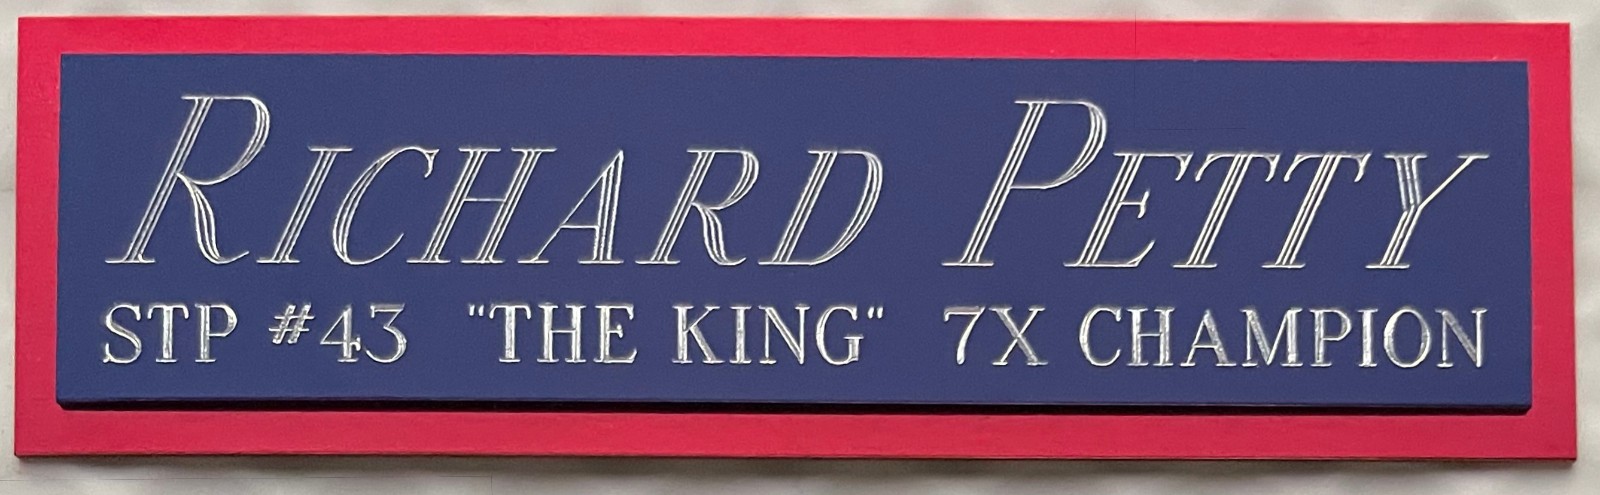 RICHARD PETTY
STP #43 "THE KING" 7X CHAMPION